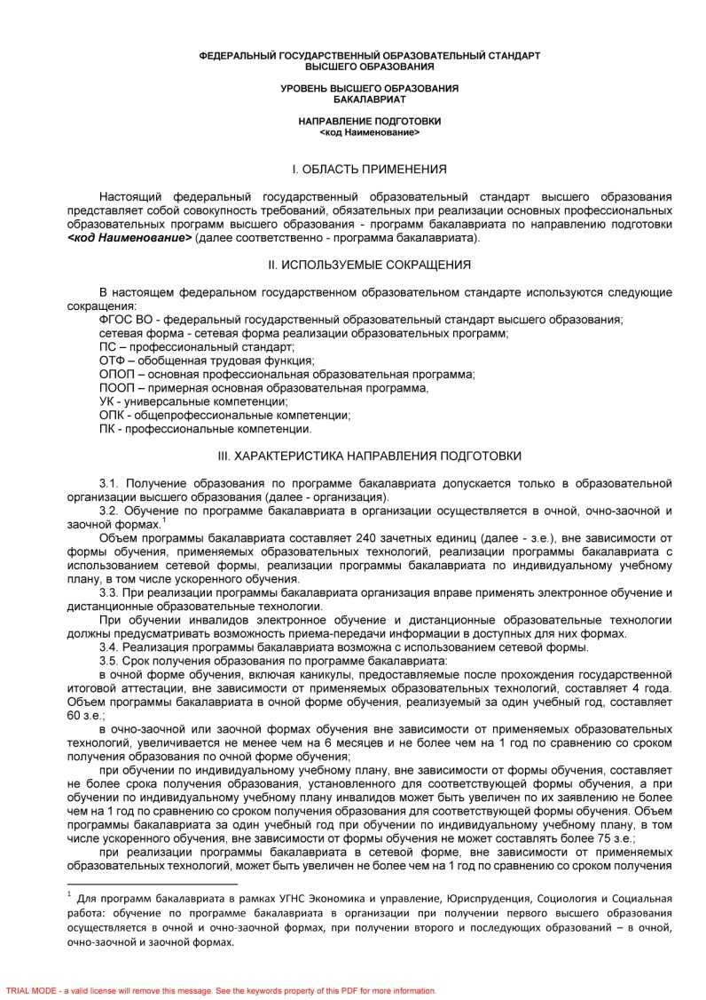 ФЕДЕРАЛЬНЫЙ ГОСУДАРСТВЕННЫЙ ОБРАЗОВАТЕЛЬНЫЙ СТАНДАРТ
ВЫСШЕГО ОБРАЗОВАНИЯ
УРОВЕНЬ ВЫСШЕГО ОБРАЗОВАНИЯ
БАКАЛАВРИАТ
НАПРАВЛЕНИЕ ПОДГОТОВКИ
<код Наименование>
I. ОБЛАСТЬ ПРИМЕНЕНИЯ
Настоящий федеральный государственный образовательный стандарт высшего образования
представляет собой совокупность требований, обязательных при реализации основных профессиональных
образовательных программ высшего образования - программ бакалавриата по направлению подготовки
<код Наименование> (далее соответственно - программа бакалавриата).
II. ИСПОЛЬЗУЕМЫЕ СОКРАЩЕНИЯ
В настоящем федеральном государственном образовательном стандарте используются следующие
сокращения:
ФГОС ВО - федеральный государственный образовательный стандарт высшего образования;
сетевая форма - сетевая форма реализации образовательных программ;
ПС – профессиональный стандарт;
ОТФ – обобщенная трудовая функция;
ОПОП – основная профессиональная образовательная программа;
ПООП – примерная основная образовательная программа,
УК - универсальные компетенции;
ОПК - общепрофессиональные компетенции;
ПК - профессиональные компетенции.
III. ХАРАКТЕРИСТИКА НАПРАВЛЕНИЯ ПОДГОТОВКИ
3.1. Получение образования по программе бакалавриата допускается только в образовательной
организации высшего образования (далее - организация).
3.2. Обучение по программе бакалавриата в организации осуществляется в очной, очно-заочной и
заочной формах.1
Объем программы бакалавриата составляет 240 зачетных единиц (далее - з.е.), вне зависимости от
формы обучения, применяемых образовательных технологий, реализации программы бакалавриата с
использованием сетевой формы, реализации программы бакалавриата по индивидуальному учебному
плану, в том числе ускоренного обучения.
3.3. При реализации программы бакалавриата организация вправе применять электронное обучение и
дистанционные образовательные технологии.
При обучении инвалидов электронное обучение и дистанционные образовательные технологии
должны предусматривать возможность приема-передачи информации в доступных для них формах.
3.4. Реализация программы бакалавриата возможна с использованием сетевой формы.
3.5. Срок получения образования по программе бакалавриата:
в очной форме обучения, включая каникулы, предоставляемые после прохождения государственной
итоговой аттестации, вне зависимости от применяемых образовательных технологий, составляет 4 года.
Объем программы бакалавриата в очной форме обучения, реализуемый за один учебный год, составляет
60 з.е.;
в очно-заочной или заочной формах обучения вне зависимости от применяемых образовательных
технологий, увеличивается не менее чем на 6 месяцев и не более чем на 1 год по сравнению со сроком
получения образования по очной форме обучения;
при обучении по индивидуальному учебному плану, вне зависимости от формы обучения, составляет
не более срока получения образования, установленного для соответствующей формы обучения, а при
обучении по индивидуальному учебному плану инвалидов может быть увеличен по их заявлению не более
чем на 1 год по сравнению со сроком получения образования для соответствующей формы обучения. Объем
программы бакалавриата за один учебный год при обучении по индивидуальному учебному плану, в том
числе ускоренного обучения, вне зависимости от формы обучения не может составлять более 75 з.е.;
при реализации программы бакалавриата в сетевой форме, вне зависимости от применяемых
образовательных технологий, может быть увеличен не более чем на 1 год по сравнению со сроком получения
1 Для программ бакалавриата в рамках УГНС Экономика и управление, Юриспруденция, Социология и Социальная
работа: обучение по программе бакалавриата в организации при получении первого высшего образования
осуществляется в очной и очно-заочной формах, при получении второго и последующих образований – в очной,
очно-заочной и заочной формах.
TRIAL MODE - a valid license will remove this message. See the keywords property of this PDF for more information.